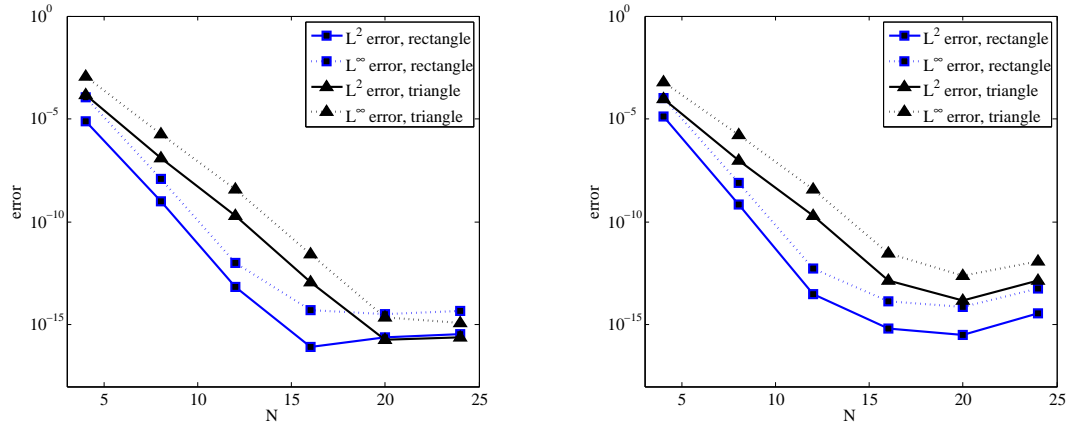 10^0
10^-5
10^-10
10^-15
error
5
10
15
20
25
N
L^2 error, rectangle
L^∞ error, rectangle
L^2 error, triangle
L^∞ error, triangle
10^0
10^-5
10^-10
10^-15
error
5
10
15
20
25
N
L^2 error, rectangle
L^∞ error, rectangle
L^2 error, triangle
L^∞ error, triangle